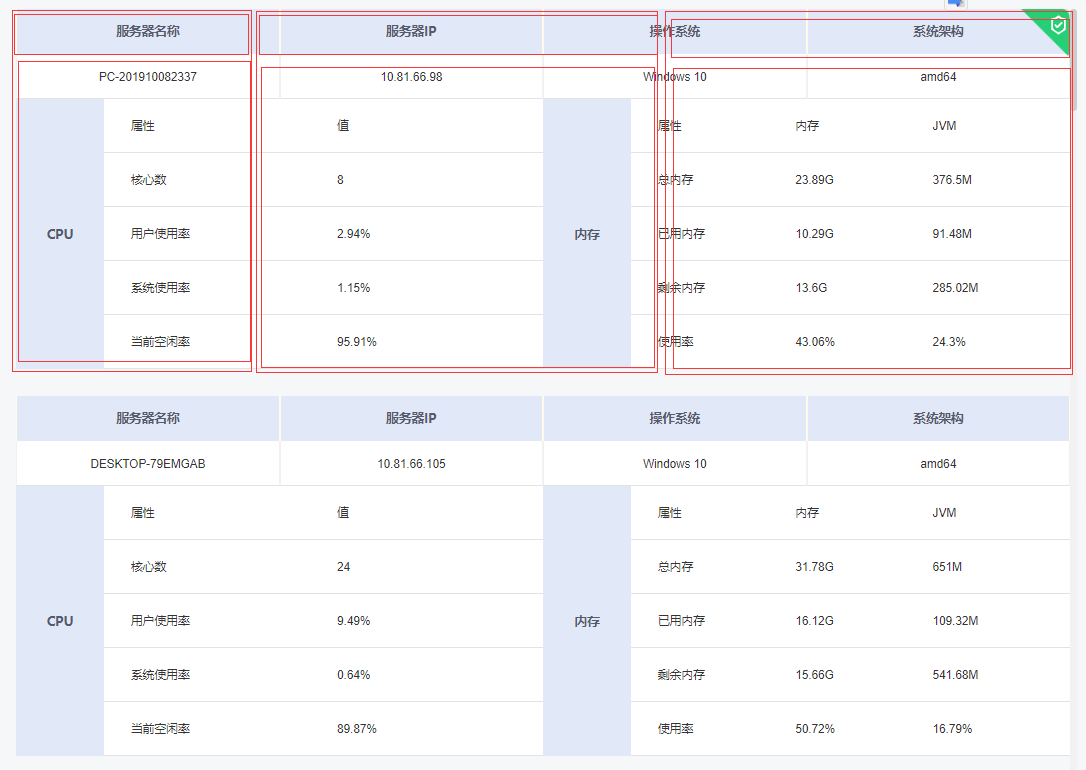 服务器名称 服务器IP 操作系统 系统架构
PC-201910082337 10.81.66.98 Windows 10 amd64
属性 值 属性 内存 JVM
核心数 8 总内存 23.89G 376.5M
CPU 用户使用率 2.94% 内存 已用内存 10.29G 91.48M
系统使用率 1.15% 剩余内存 13.6G 285.02M
当前空闲率 95.91% 使用率 43.06% 24.3%
服务器名称 服务器IP 操作系统 系统架构
DESKTOP-79EMGAB 10.81.66.105 Windows 10 amd64
属性 值 属性 内存 JVM
核心数 24 总内存 31.78G 651M
CPU 用户使用率 9.49% 内存 已用内存 16.12G 109.32M
系统使用率 0.64% 剩余内存 15.66G 541.68M
当前空闲率 89.87% 使用率 50.72% 16.79%